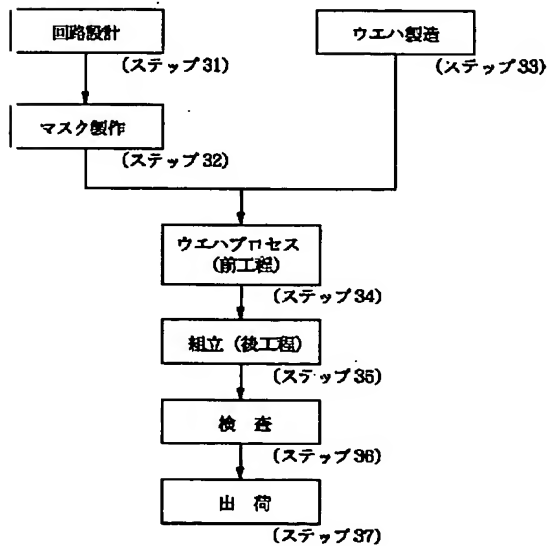 回路設計
(ステップ31)
ウエハ製造
(ステップ33)
マスク製作
(ステップ32)
ウエハプロセス
(前工程)
(ステップ34)
組立（後工程）
(ステップ35)
検　査
(ステップ36)
出　荷
(ステップ37)